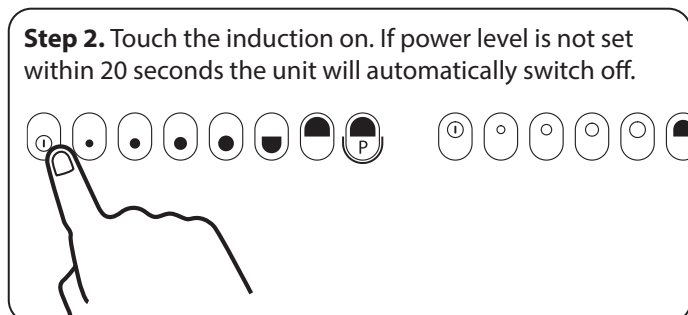 Step 2. Touch the induction on. If power level is not set
within 20 seconds the unit will automatically switch off.
P